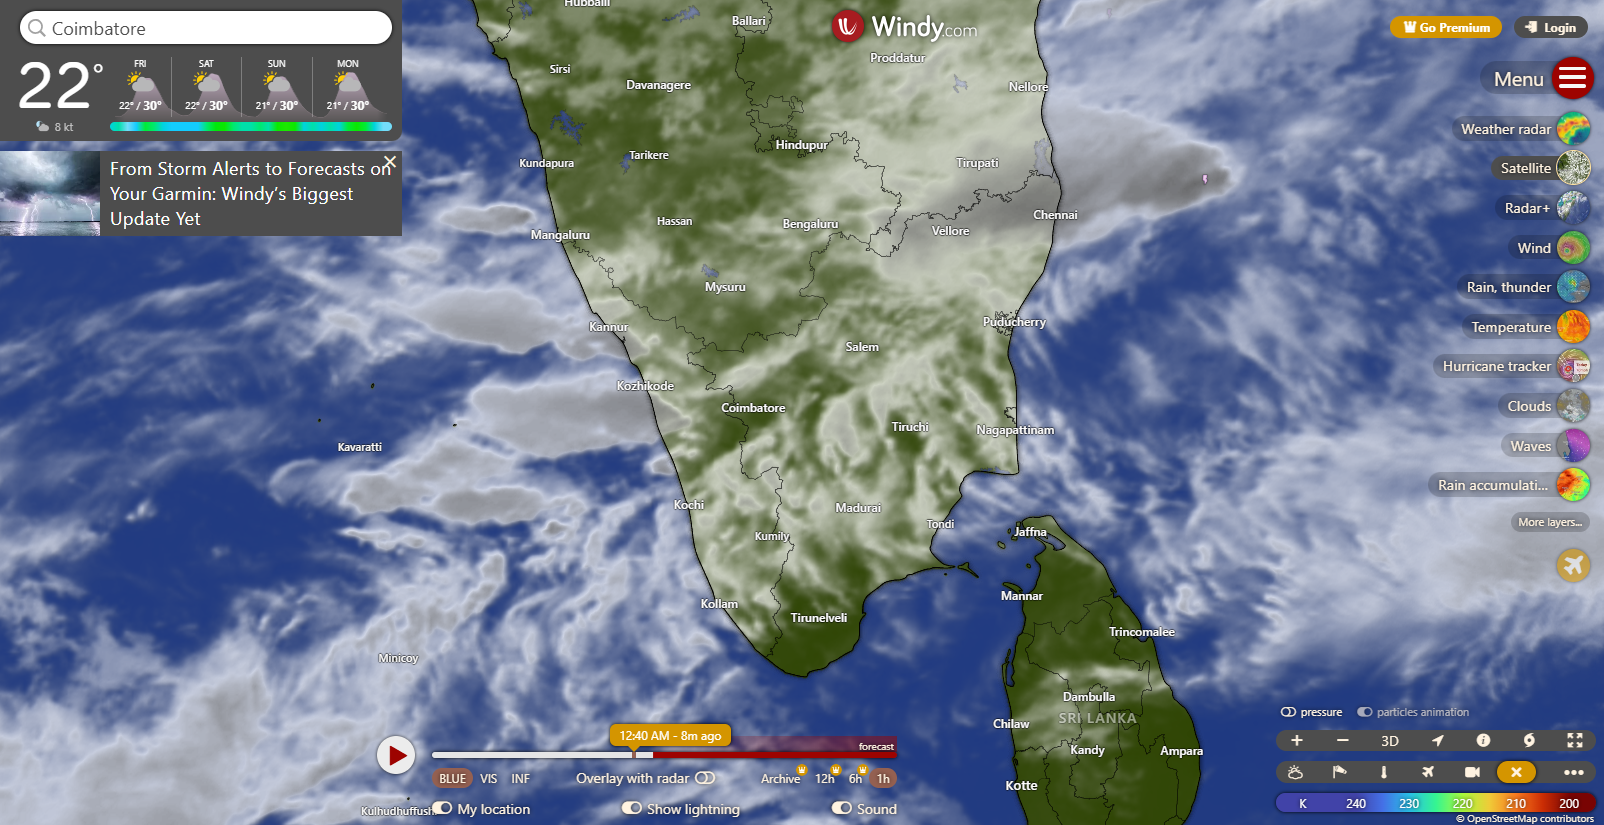 Coimbatore
22°
8 kt
FRI
22° / 30°
SAT
22° / 30°
SUN
21° / 30°
MON
21° / 30°
From Storm Alerts to Forecasts on
Your Garmin: Windy’s Biggest
Update Yet
Windy.com
Go Premium
Login
Menu
Weather radar
Satellite
Radar+
Wind
Rain, thunder
Temperature
Hurricane tracker
Clouds
Waves
Rain accumulati...
More layers...
Hubballi
Ballari
Proddatur
Sirsi
Davanagere
Nellore
Hindupur
Kundapura
Tarikere
Tirupati
Hassan
Bengaluru
Chennai
Mangaluru
Vellore
Mysuru
Kannur
Puducherry
Salem
Kozhikode
Coimbatore
Tiruchi
Nagapattinam
Kavaratti
Kochi
Madurai
Tondi
Kumily
Jaffna
Mannar
Kollam
Tirunelveli
Trincomalee
Minicoy
Dambulla
SRI LANKA
Chilaw
Kandy
Ampara
Kotte
Kulhudhuffushi
12:40 AM - 8m ago
forecast
BLUE
VIS
INF
Overlay with radar
Archive
12h
6h
1h
My location
Show lightning
Sound
pressure
particles animation
+
−
3D
K 240 230 220 210 200
© OpenStreetMap contributors